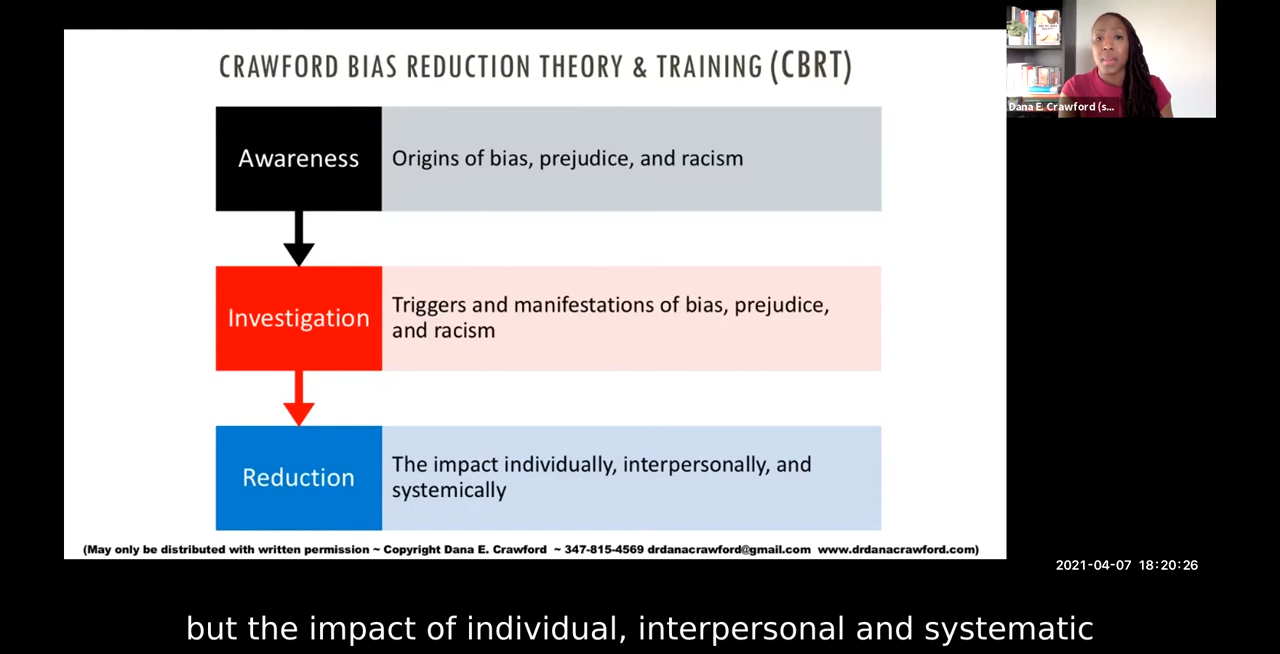 CRAWFORD BIAS REDUCTION THEORY & TRAINING (CBRT)
Dana E. Crawford (s...
Awareness
Origins of bias, prejudice, and racism
Investigation
Triggers and manifestations of bias, prejudice,
and racism
Reduction
The impact individually, interpersonally, and
systemically
(May only be distributed with written permission ~ Copyright Dana E. Crawford ~ 347-815-4569 drdanacrawford@gmail.com www.drdanacrawford.com)
2021-04-07 18:20:26
but the impact of individual, interpersonal and systematic